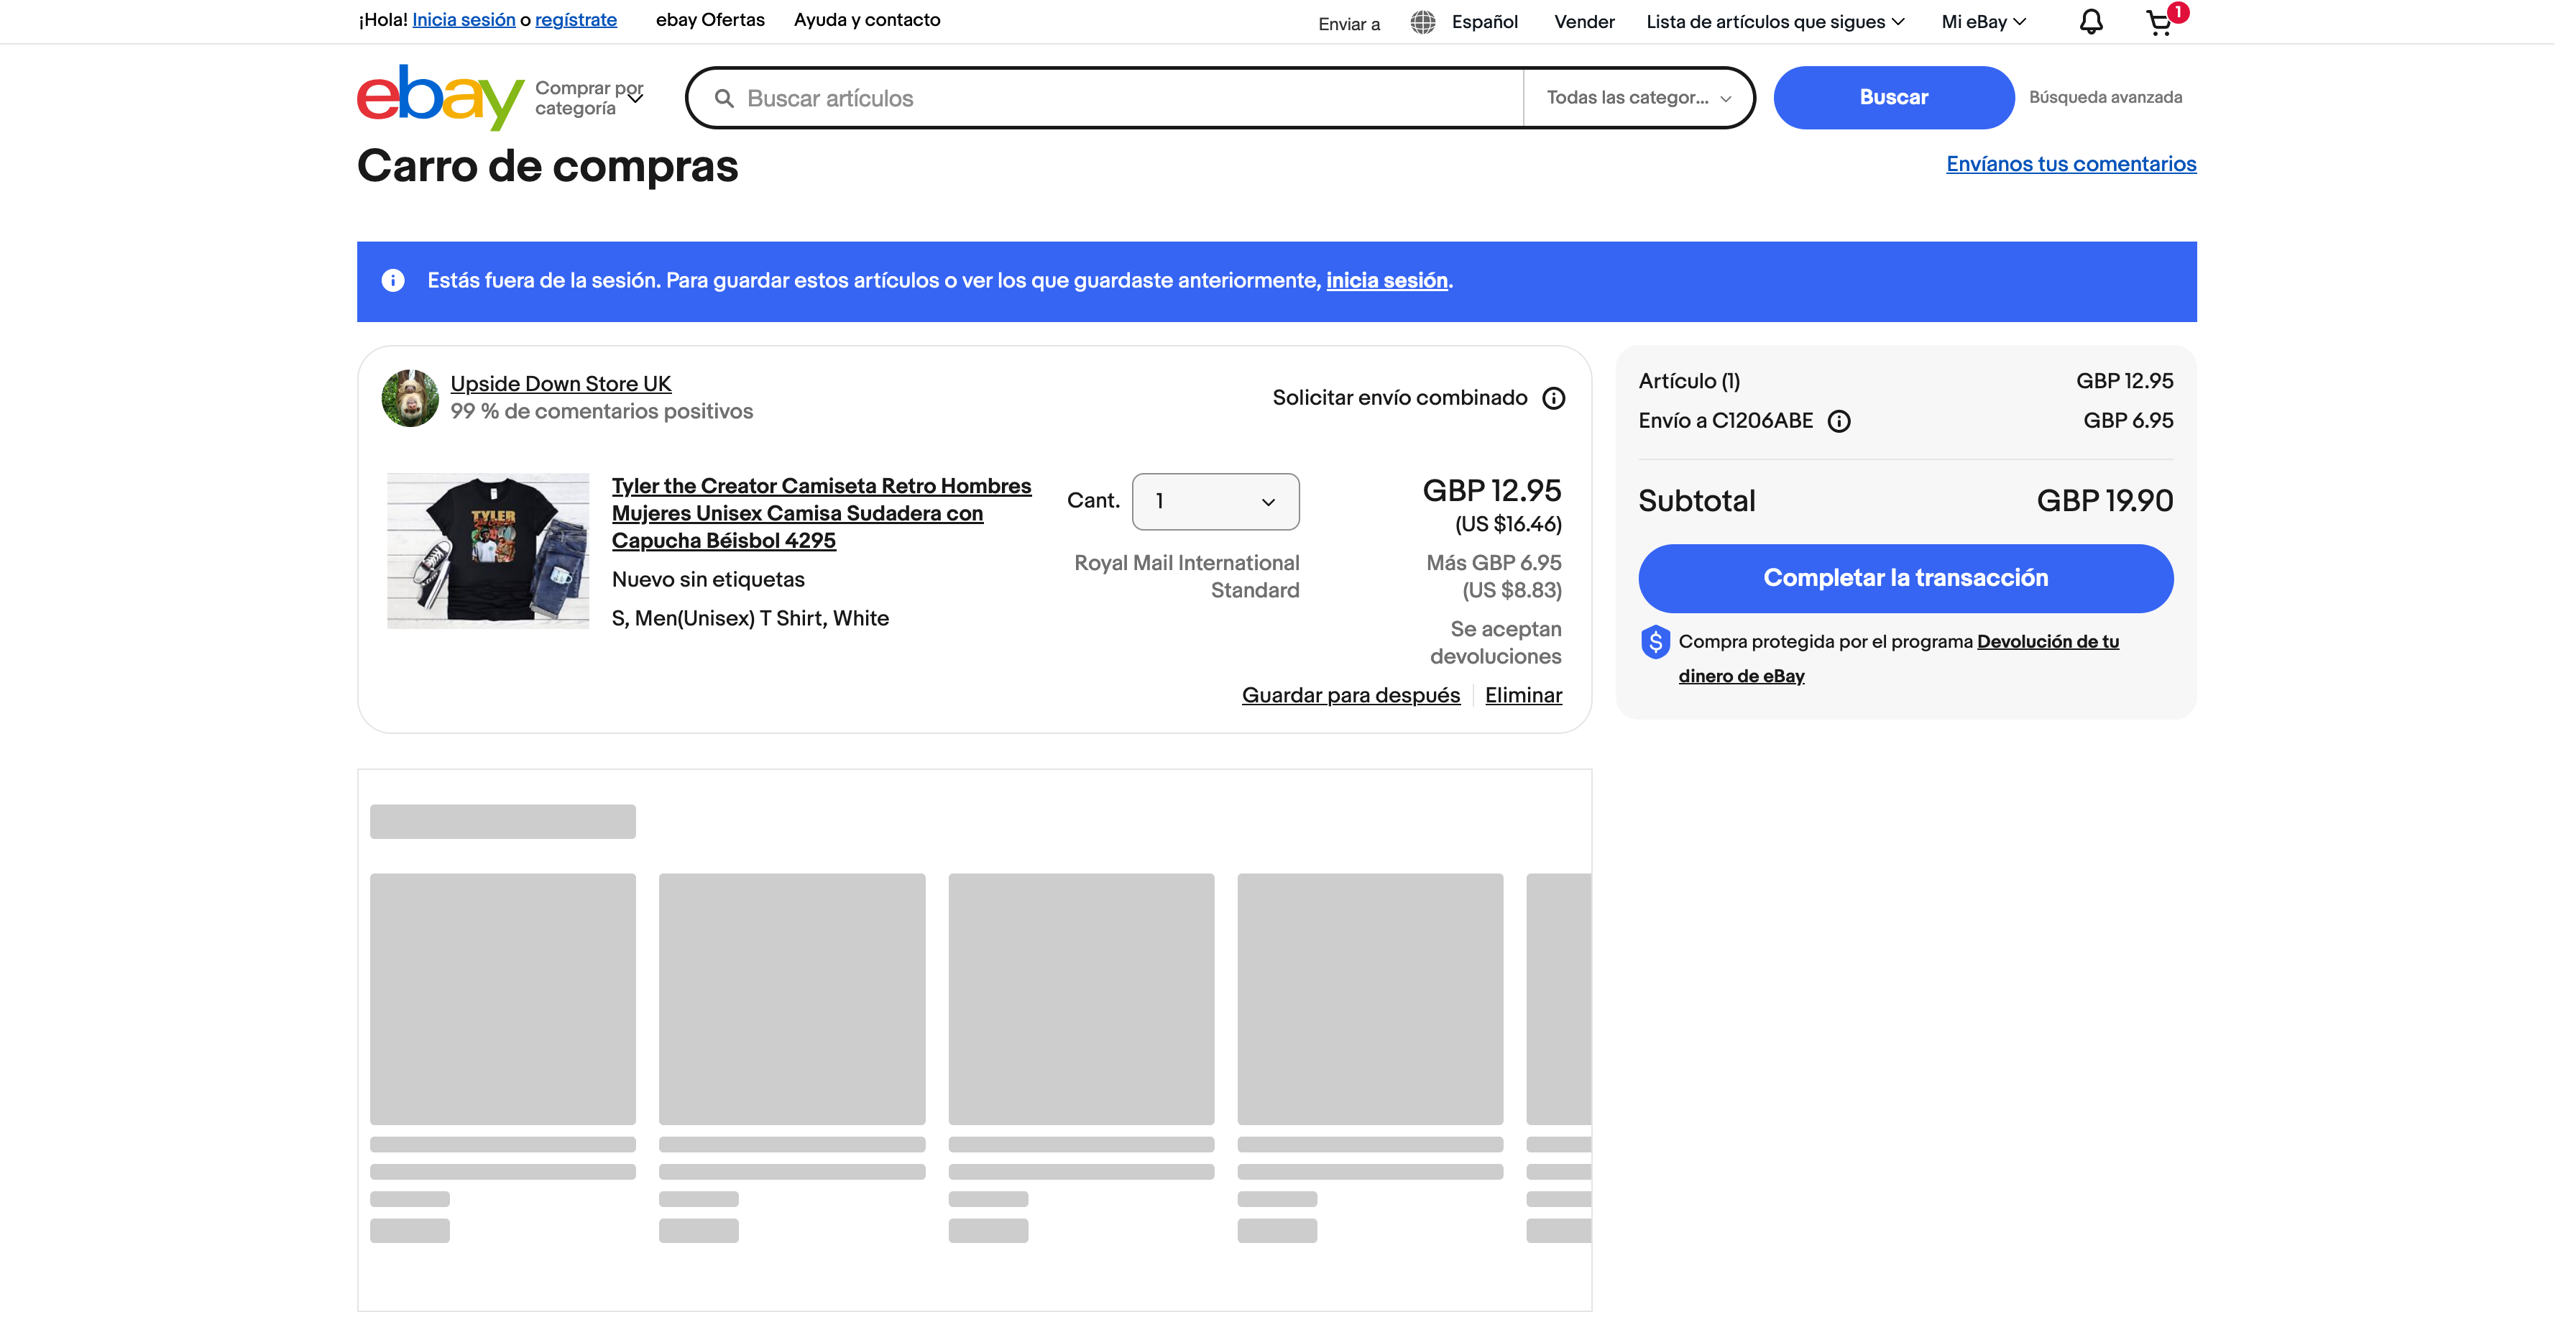 ¡Hola! Inicia sesión o regístrate
ebay Ofertas
Ayuda y contacto
Enviar a
Español
Vender
Lista de artículos que sigues
Mi eBay
1
ebay
Comprar por
categoría
Buscar artículos
Todas las categor...
Buscar
Búsqueda avanzada
Carro de compras
Envíanos tus comentarios
Estás fuera de la sesión. Para guardar estos artículos o ver los que guardaste anteriormente, inicia sesión.
Upside Down Store UK
99 % de comentarios positivos
Solicitar envío combinado
TYLER
Tyler the Creator Camiseta Retro Hombres
Mujeres Unisex Camisa Sudadera con
Capucha Béisbol 4295
Nuevo sin etiquetas
S, Men(Unisex) T Shirt, White
Cant.
1
Royal Mail International
Standard
GBP 12.95
(US $16.46)
Más GBP 6.95
(US $8.83)
Se aceptan
devoluciones
Guardar para después
Eliminar
Artículo (1)
GBP 12.95
Envío a C1206ABE
GBP 6.95
Subtotal
GBP 19.90
Completar la transacción
Compra protegida por el programa Devolución de tu
dinero de eBay